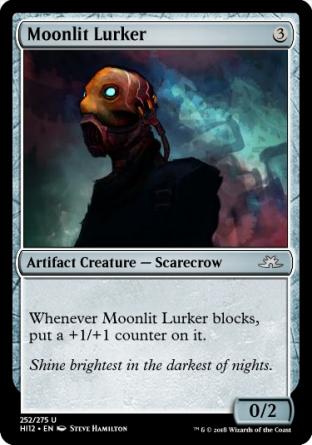 Moonlit Lurker 3
Artifact Creature — Scarecrow
Whenever Moonlit Lurker blocks,
put a +1/+1 counter on it.
Shine brightest in the darkest of nights.
0/2
252/275 U
HI12 • EN STEVE HAMILTON
™ & © 2018 Wizards of the Coast